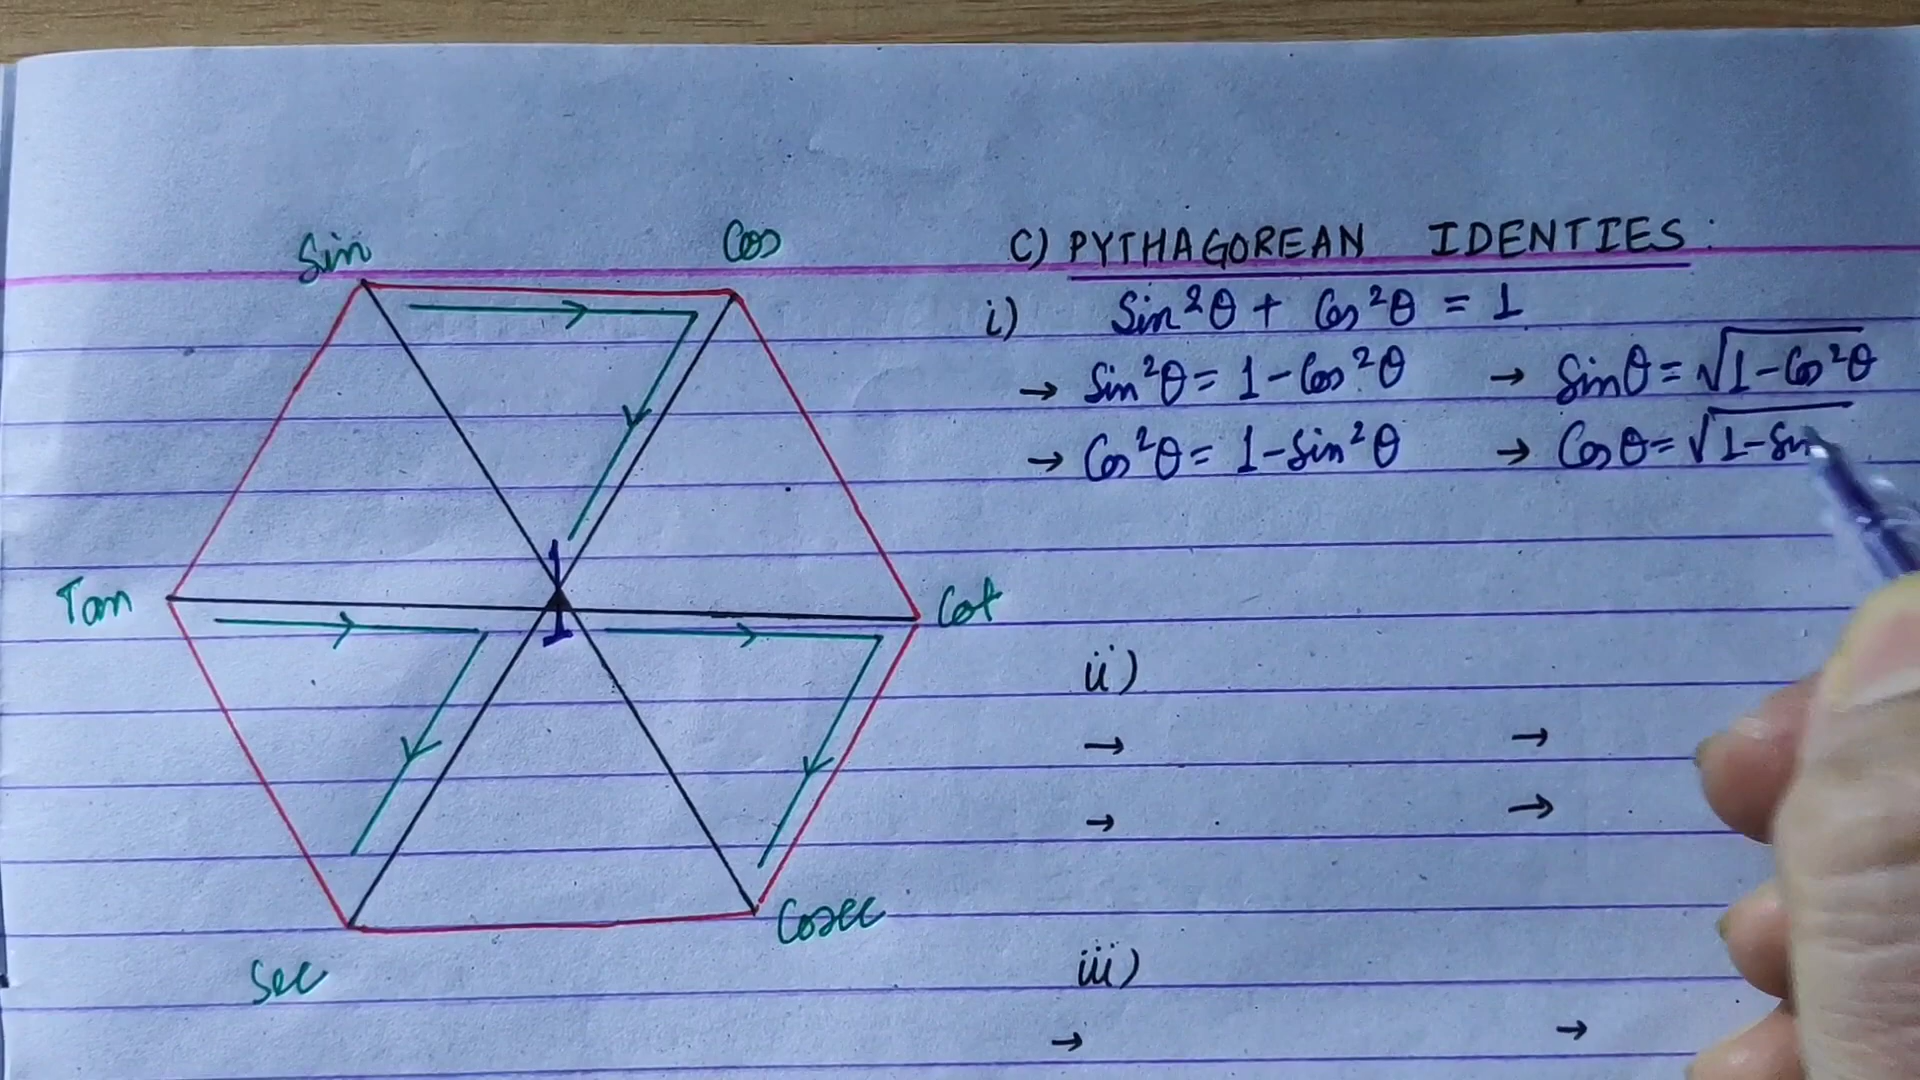 Sin
Cos
Tan
1
Cot
Sec
Cosec
C) PYTHAGOREAN IDENTIES :
i) Sin²θ + Cos²θ = 1
→ Sin²θ = 1 - Cos²θ → Sinθ = √1 - Cos²θ
→ Cos²θ = 1 - Sin²θ → Cosθ = √1 - Sin
ii)
→ →
→ →
iii)
→ →